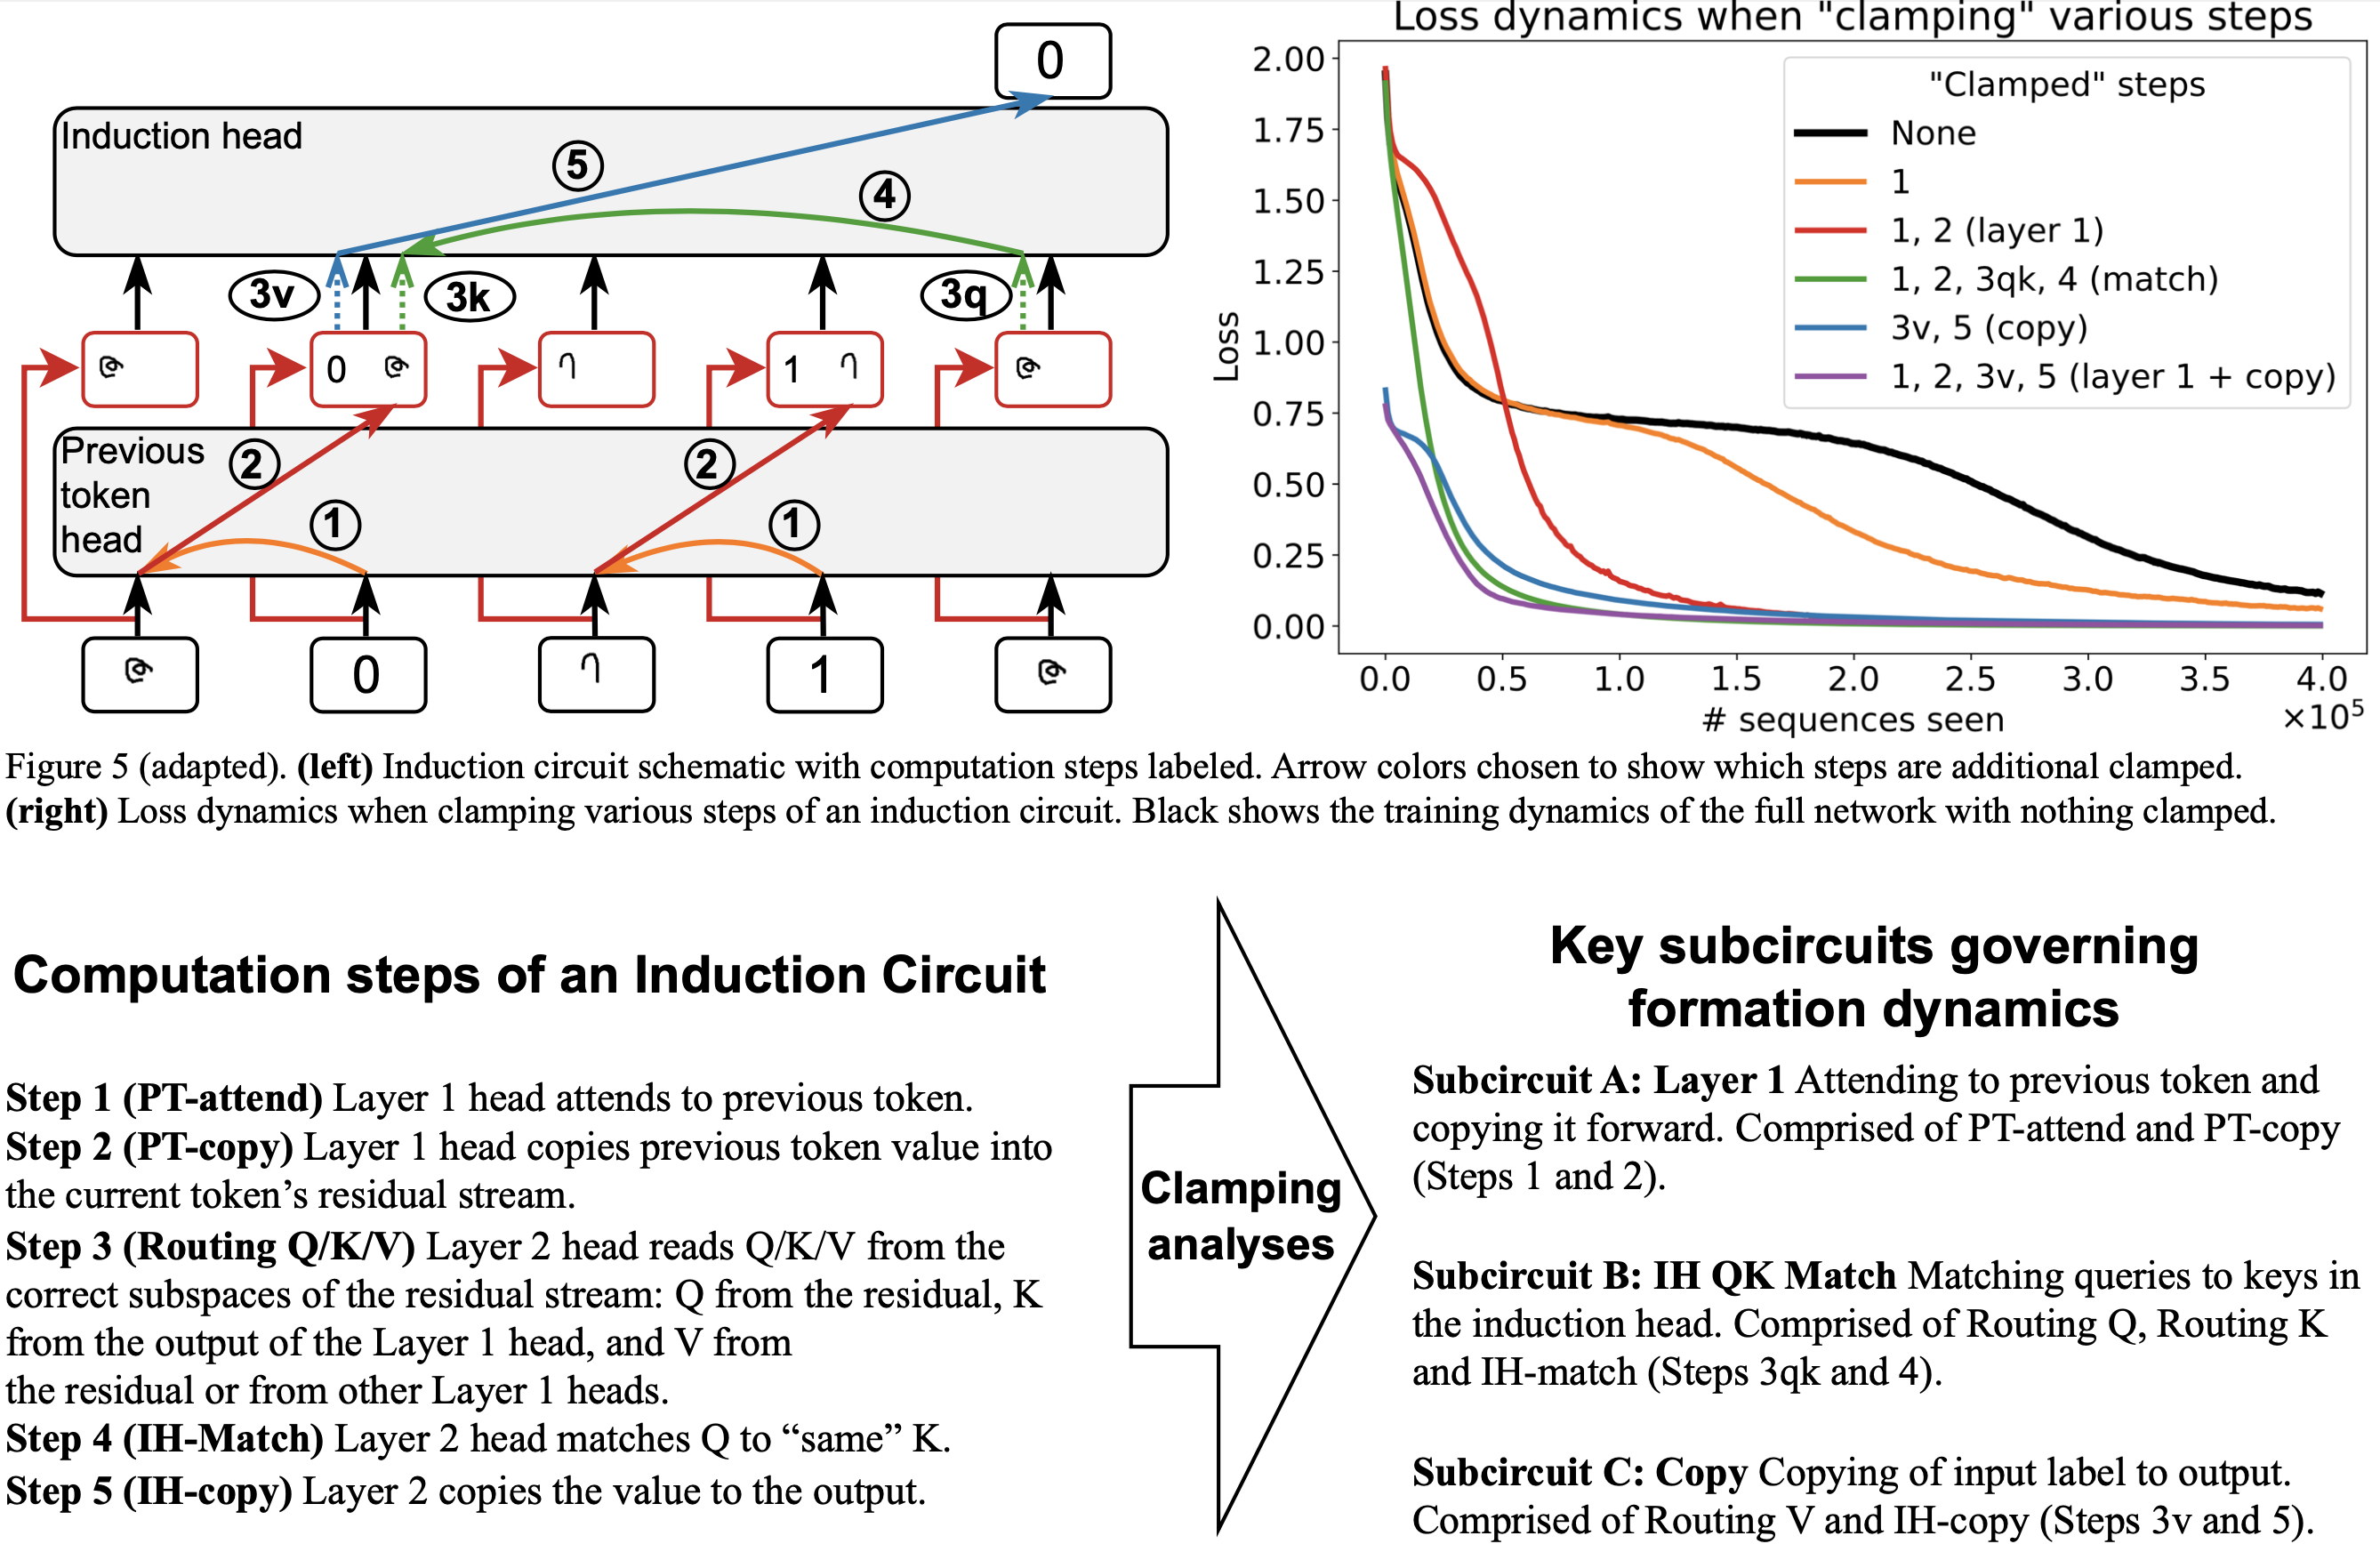 0
Induction head
5
4
3v
3k
3q
0
1
Previous
token
head
2
2
1
1
0
1
Loss dynamics when "clamping" various steps
2.00
1.75
1.50
1.25
1.00
0.75
0.50
0.25
0.00
Loss
"Clamped" steps
None
1
1, 2 (layer 1)
1, 2, 3qk, 4 (match)
3v, 5 (copy)
1, 2, 3v, 5 (layer 1 + copy)
0.0 0.5 1.0 1.5 2.0 2.5 3.0 3.5 4.0
# sequences seen
×10⁵
Figure 5 (adapted). (left) Induction circuit schematic with computation steps labeled. Arrow colors chosen to show which steps are additional clamped.
(right) Loss dynamics when clamping various steps of an induction circuit. Black shows the training dynamics of the full network with nothing clamped.
Computation steps of an Induction Circuit
Step 1 (PT-attend) Layer 1 head attends to previous token.
Step 2 (PT-copy) Layer 1 head copies previous token value into
the current token’s residual stream.
Step 3 (Routing Q/K/V) Layer 2 head reads Q/K/V from the
correct subspaces of the residual stream: Q from the residual, K
from the output of the Layer 1 head, and V from
the residual or from other Layer 1 heads.
Step 4 (IH-Match) Layer 2 head matches Q to “same” K.
Step 5 (IH-copy) Layer 2 copies the value to the output.
Clamping
analyses
Key subcircuits governing
formation dynamics
Subcircuit A: Layer 1 Attending to previous token and
copying it forward. Comprised of PT-attend and PT-copy
(Steps 1 and 2).
Subcircuit B: IH QK Match Matching queries to keys in
the induction head. Comprised of Routing Q, Routing K
and IH-match (Steps 3qk and 4).
Subcircuit C: Copy Copying of input label to output.
Comprised of Routing V and IH-copy (Steps 3v and 5).